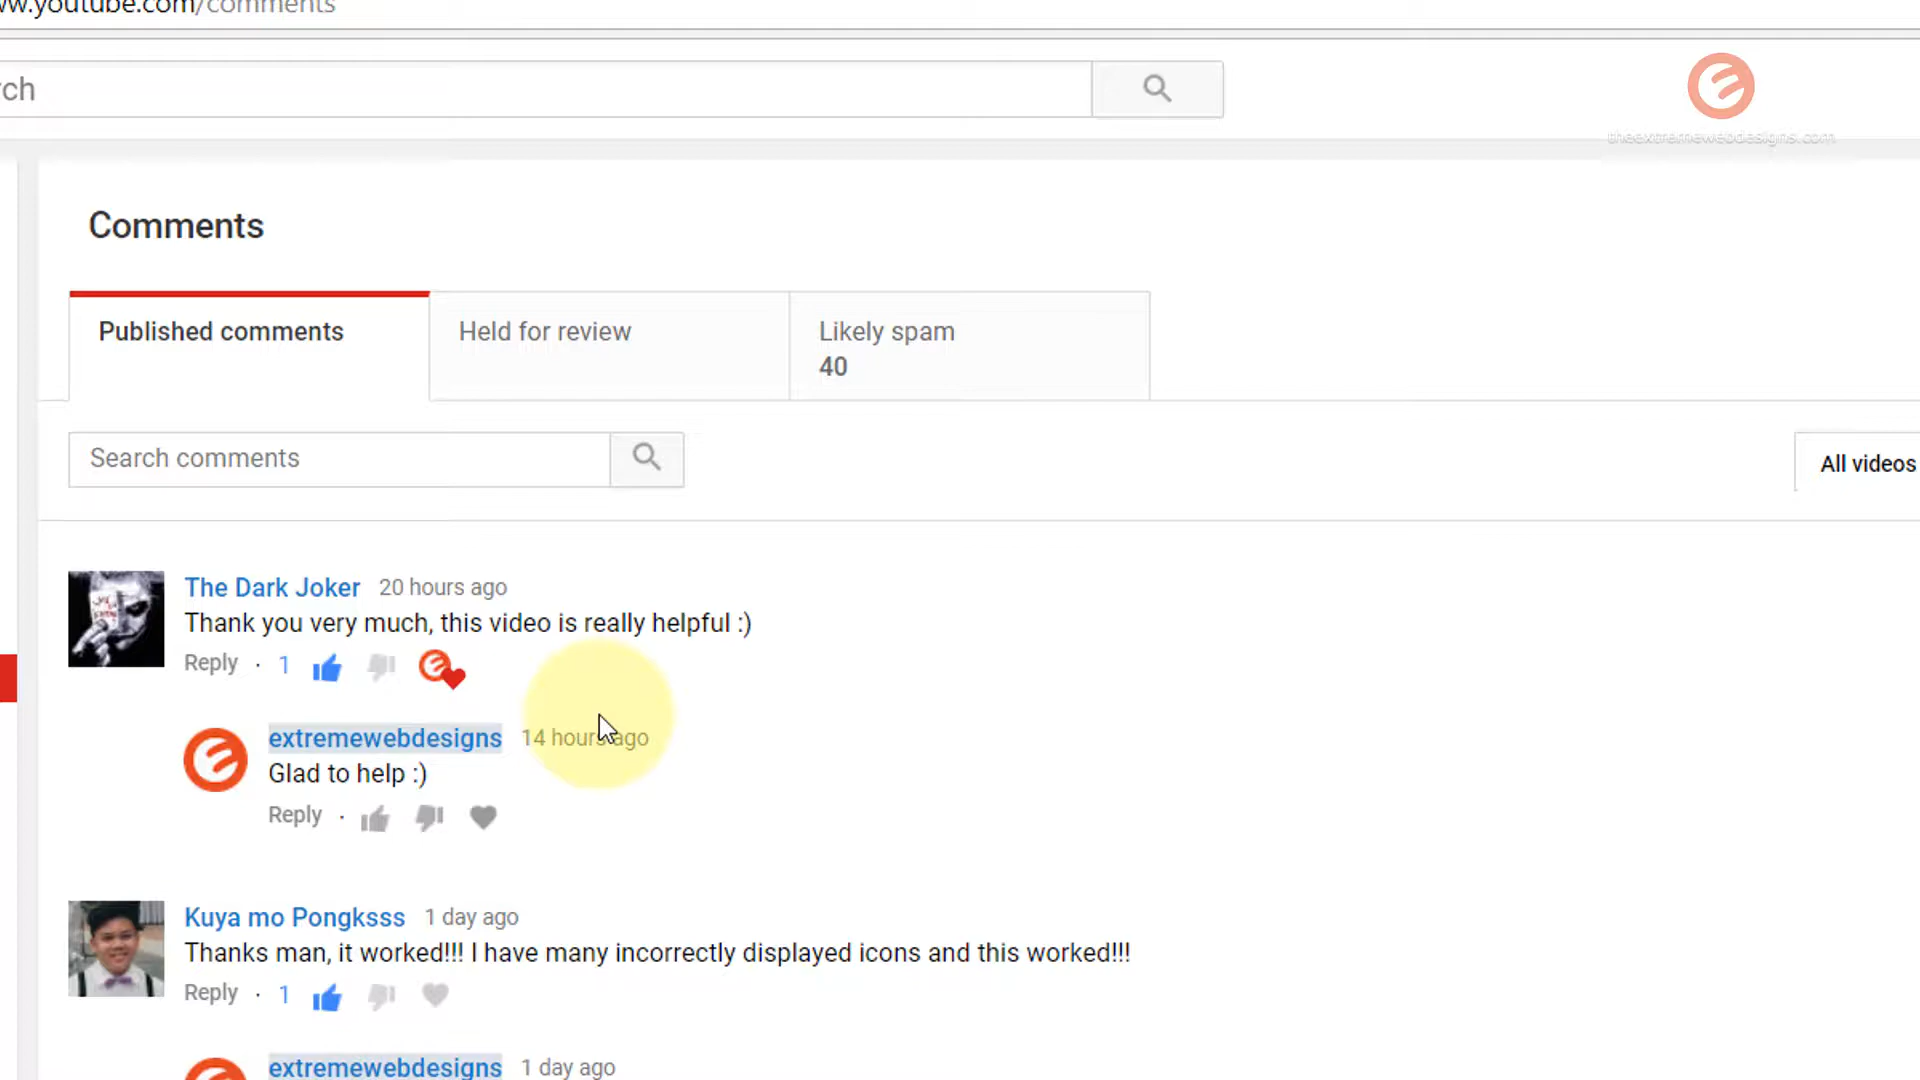 ww.youtube.com/comments
rch
theextremewebdesigns.com
Comments
Published comments
Held for review
Likely spam
40
Search comments
All videos
The Dark Joker 20 hours ago
Thank you very much, this video is really helpful :)
Reply · 1
extremewebdesigns 14 hours ago
Glad to help :)
Reply ·
Kuya mo Pongksss 1 day ago
Thanks man, it worked!!! I have many incorrectly displayed icons and this worked!!!
Reply · 1
extremewebdesigns 1 day ago